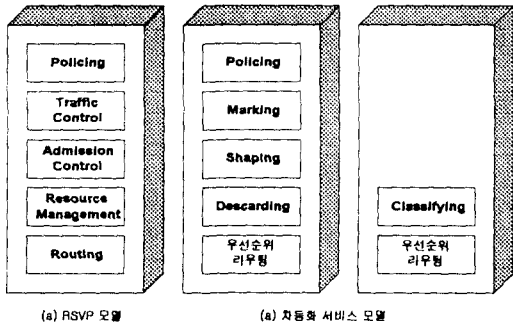 Policing
Traffic
Control
Admission
Control
Resource
Management
Routing
Policing
Marking
Shaping
Descarding
우선순위
라우팅
Classifying
우선순위
라우팅
(a) RSVP 모델
(a) 차등화 서비스 모델